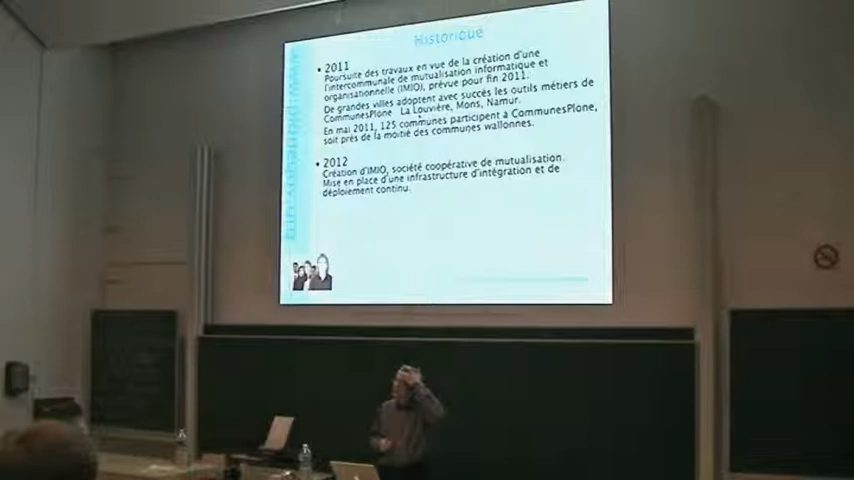 Historique
• 2011
Poursuite des travaux en vue de la création d'une
l'intercommunale de mutualisation informatique et
organisationnelle (IMIO), prévue pour fin 2011.
De grandes villes adoptent avec succès les outils métiers de
CommunesPlone La Louvière, Mons, Namur.
En mai 2011, 125 communes participent à CommunesPlone,
soit près de la moitié des communes wallonnes.
• 2012
Création d'IMIO, société coopérative de mutualisation.
Mise en place d'une infrastructure d'intégration et de
déploiement continu.